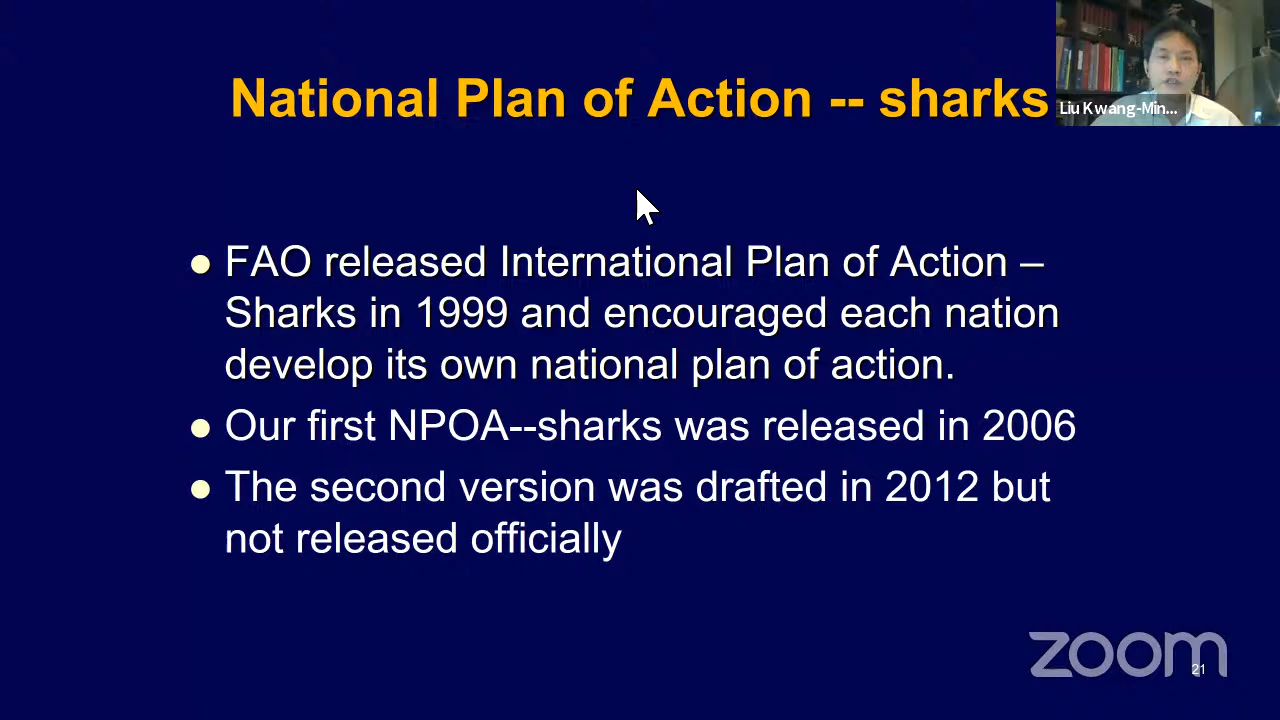 National Plan of Action -- sharks
Liu Kwang-Min...
● FAO released International Plan of Action –
Sharks in 1999 and encouraged each nation
develop its own national plan of action.
● Our first NPOA--sharks was released in 2006
● The second version was drafted in 2012 but
not released officially
zoom
21